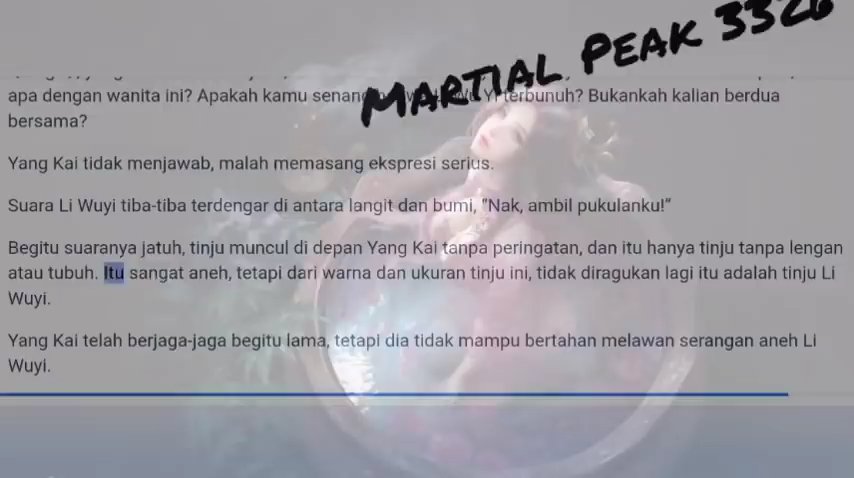 MARTIAL PEAK 3326
apa dengan wanita ini? Apakah kamu senang terbunuh? Bukankah kalian berdua
bersama?
Yang Kai tidak menjawab, malah memasang ekspresi serius.
Suara Li Wuyi tiba-tiba terdengar di antara langit dan bumi, "Nak, ambil pukulanku!"
Begitu suaranya jatuh, tinju muncul di depan Yang Kai tanpa peringatan, dan itu hanya tinju tanpa lengan
atau tubuh. Itu sangat aneh, tetapi dari warna dan ukuran tinju ini, tidak diragukan lagi itu adalah tinju Li
Wuyi.
Yang Kai telah berjaga-jaga begitu lama, tetapi dia tidak mampu bertahan melawan serangan aneh Li
Wuyi.